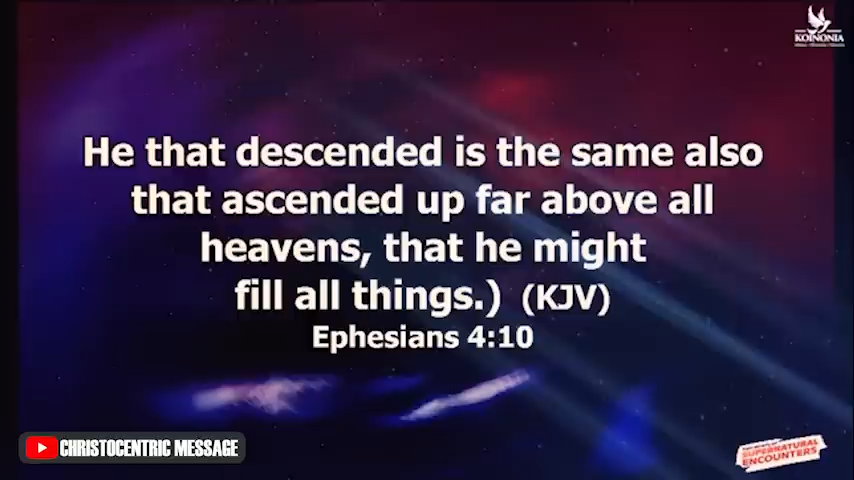 KOINONIA
He that descended is the same also
that ascended up far above all
heavens, that he might
fill all things.) (KJV)
Ephesians 4:10
CHRISTOCENTRIC MESSAGE
SUPERNATURAL
ENCOUNTERS